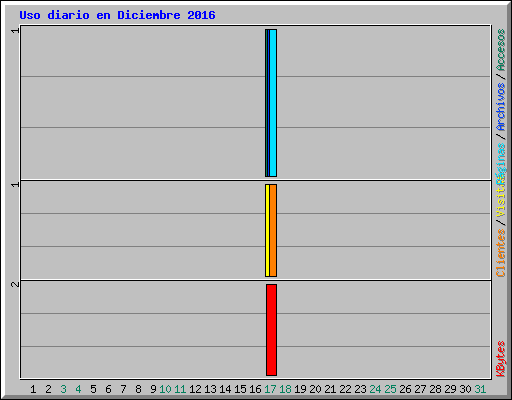 Uso diario en Diciembre 2016
1
1
2
Accesos / Archivos / Páginas
Visitas / Clientes
KBytes
1 2 3 4 5 6 7 8 9 10 11 12 13 14 15 16 17 18 19 20 21 22 23 24 25 26 27 28 29 30 31